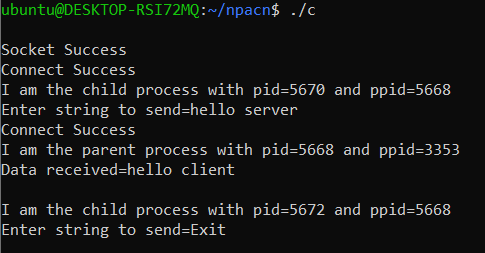 ubuntu@DESKTOP-RSI72MQ:~/npacn$ ./c
Socket Success
Connect Success
I am the child process with pid=5670 and ppid=5668
Enter string to send=hello server
Connect Success
I am the parent process with pid=5668 and ppid=3353
Data received=hello client
I am the child process with pid=5672 and ppid=5668
Enter string to send=Exit